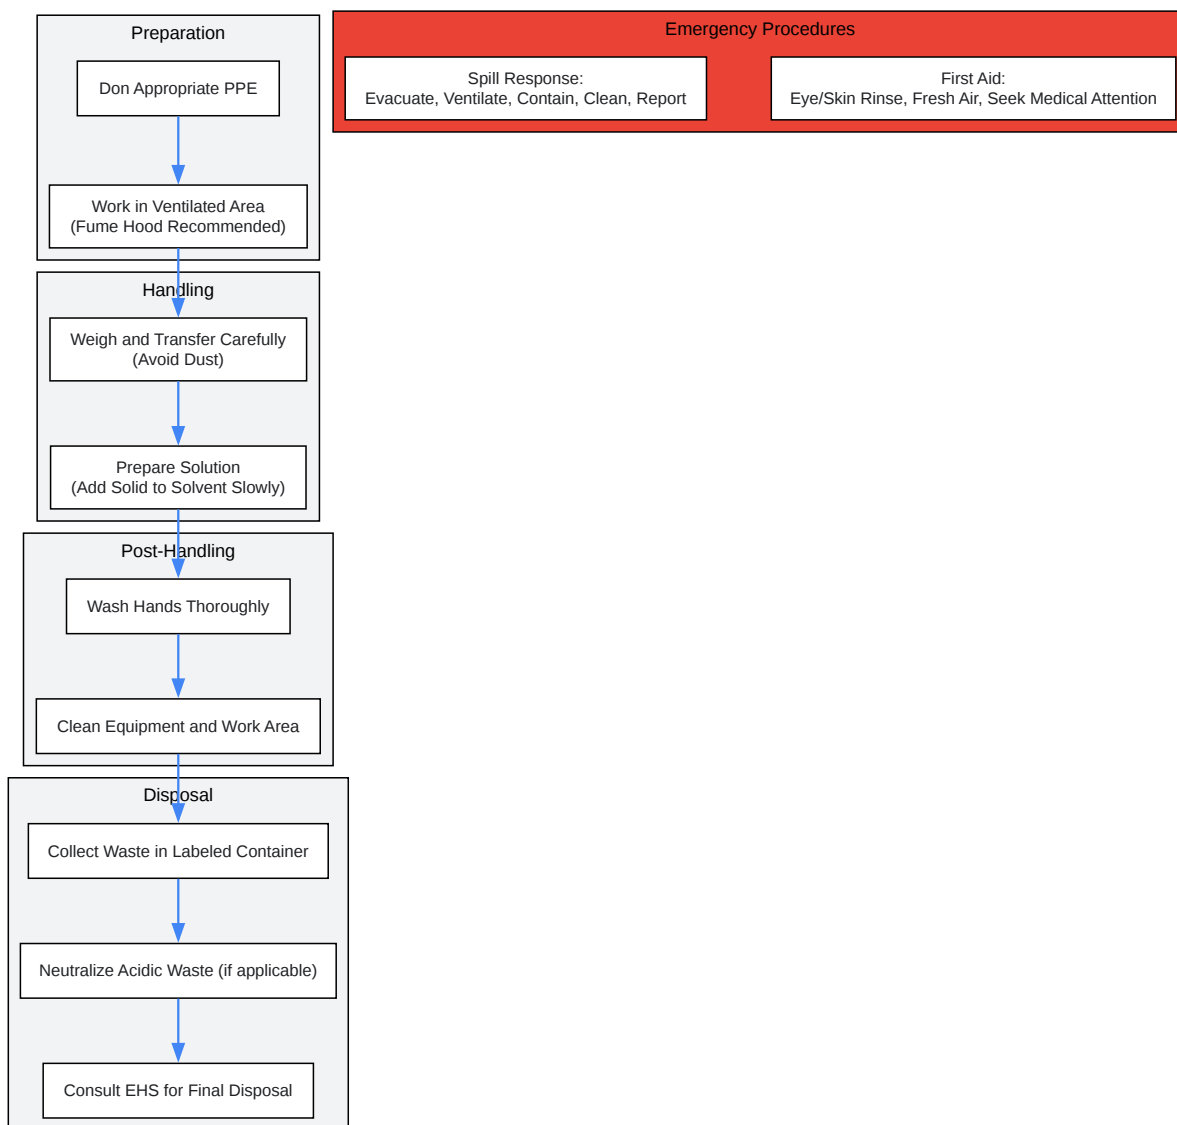 Preparation
Don Appropriate PPE
Work in Ventilated Area
(Fume Hood Recommended)
Handling
Weigh and Transfer Carefully
(Avoid Dust)
Prepare Solution
(Add Solid to Solvent Slowly)
Post-Handling
Wash Hands Thoroughly
Clean Equipment and Work Area
Disposal
Collect Waste in Labeled Container
Neutralize Acidic Waste (if applicable)
Consult EHS for Final Disposal
Emergency Procedures
Spill Response:
Evacuate, Ventilate, Contain, Clean, Report
First Aid:
Eye/Skin Rinse, Fresh Air, Seek Medical Attention